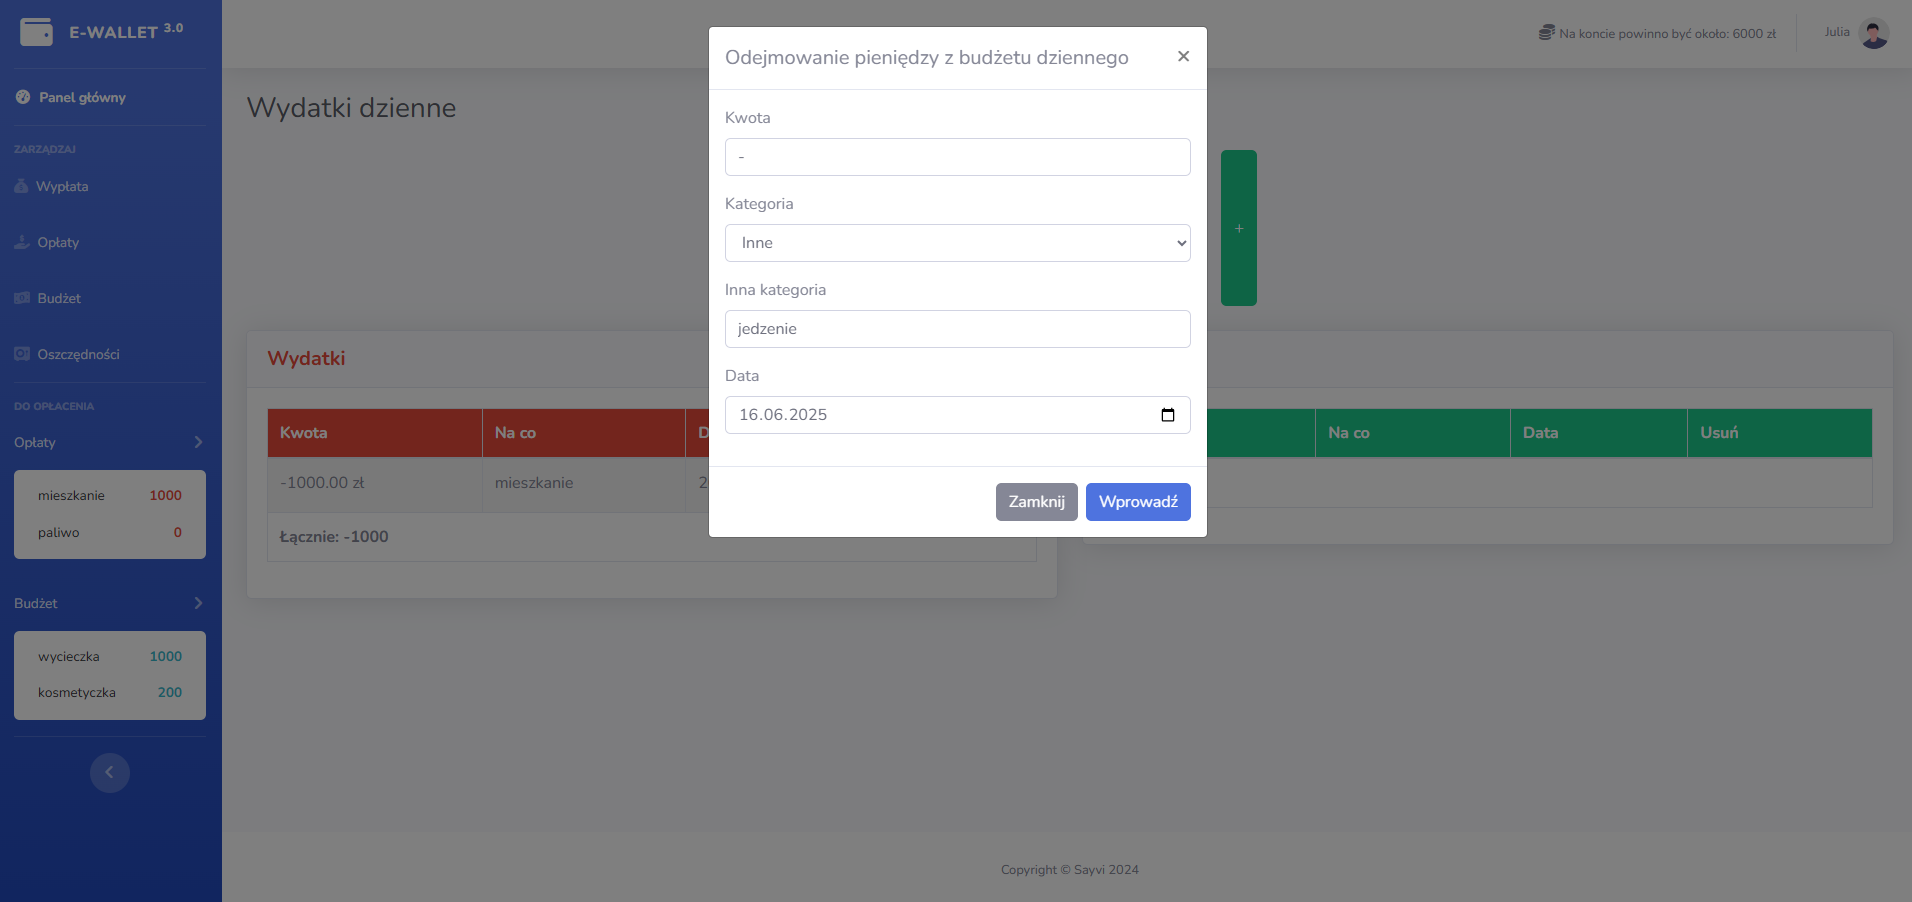 E-WALLET 3.0
Panel główny
ZARZĄDZAJ
Wypłata
Opłaty
Budżet
Oszczędności
DO OPŁACENIA
Opłaty
mieszkanie 1000
paliwo 0
Budżet
wycieczka 1000
kosmetyczka 200
Na koncie powinno być około: 6000 zł
Julia
Wydatki dzienne
+
Wydatki
Kwota Na co D
-1000.00 zł mieszkanie 2
Łącznie: -1000
Na co Data Usuń
Odejmowanie pieniędzy z budżetu dziennego ×
Kwota
-
Kategoria
Inne
Inna kategoria
jedzenie
Data
16.06.2025
Zamknij Wprowadź
Copyright © Sayvi 2024